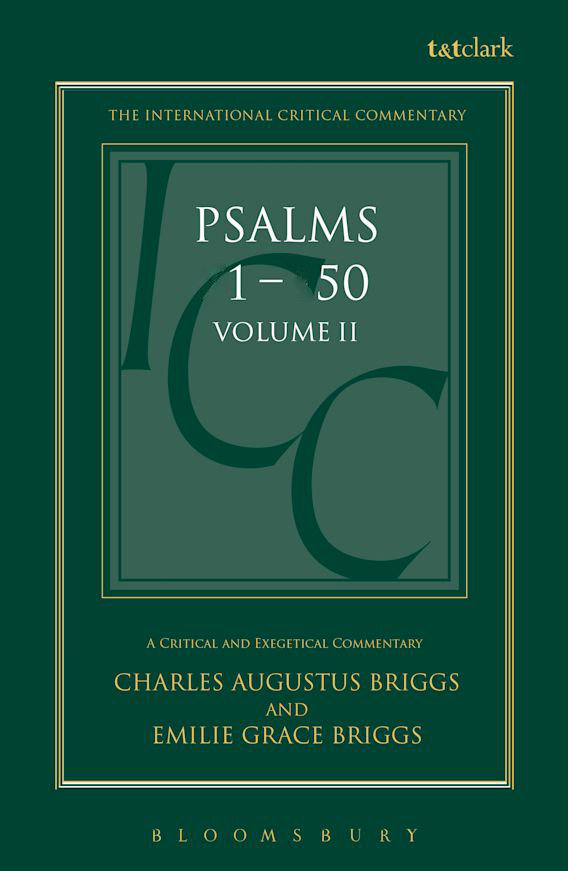 t&tclark
THE INTERNATIONAL CRITICAL COMMENTARY
ICC
PSALMS
1 – 50
VOLUME II
A CRITICAL AND EXEGETICAL COMMENTARY
CHARLES AUGUSTUS BRIGGS
AND
EMILIE GRACE BRIGGS
BLOOMSBURY